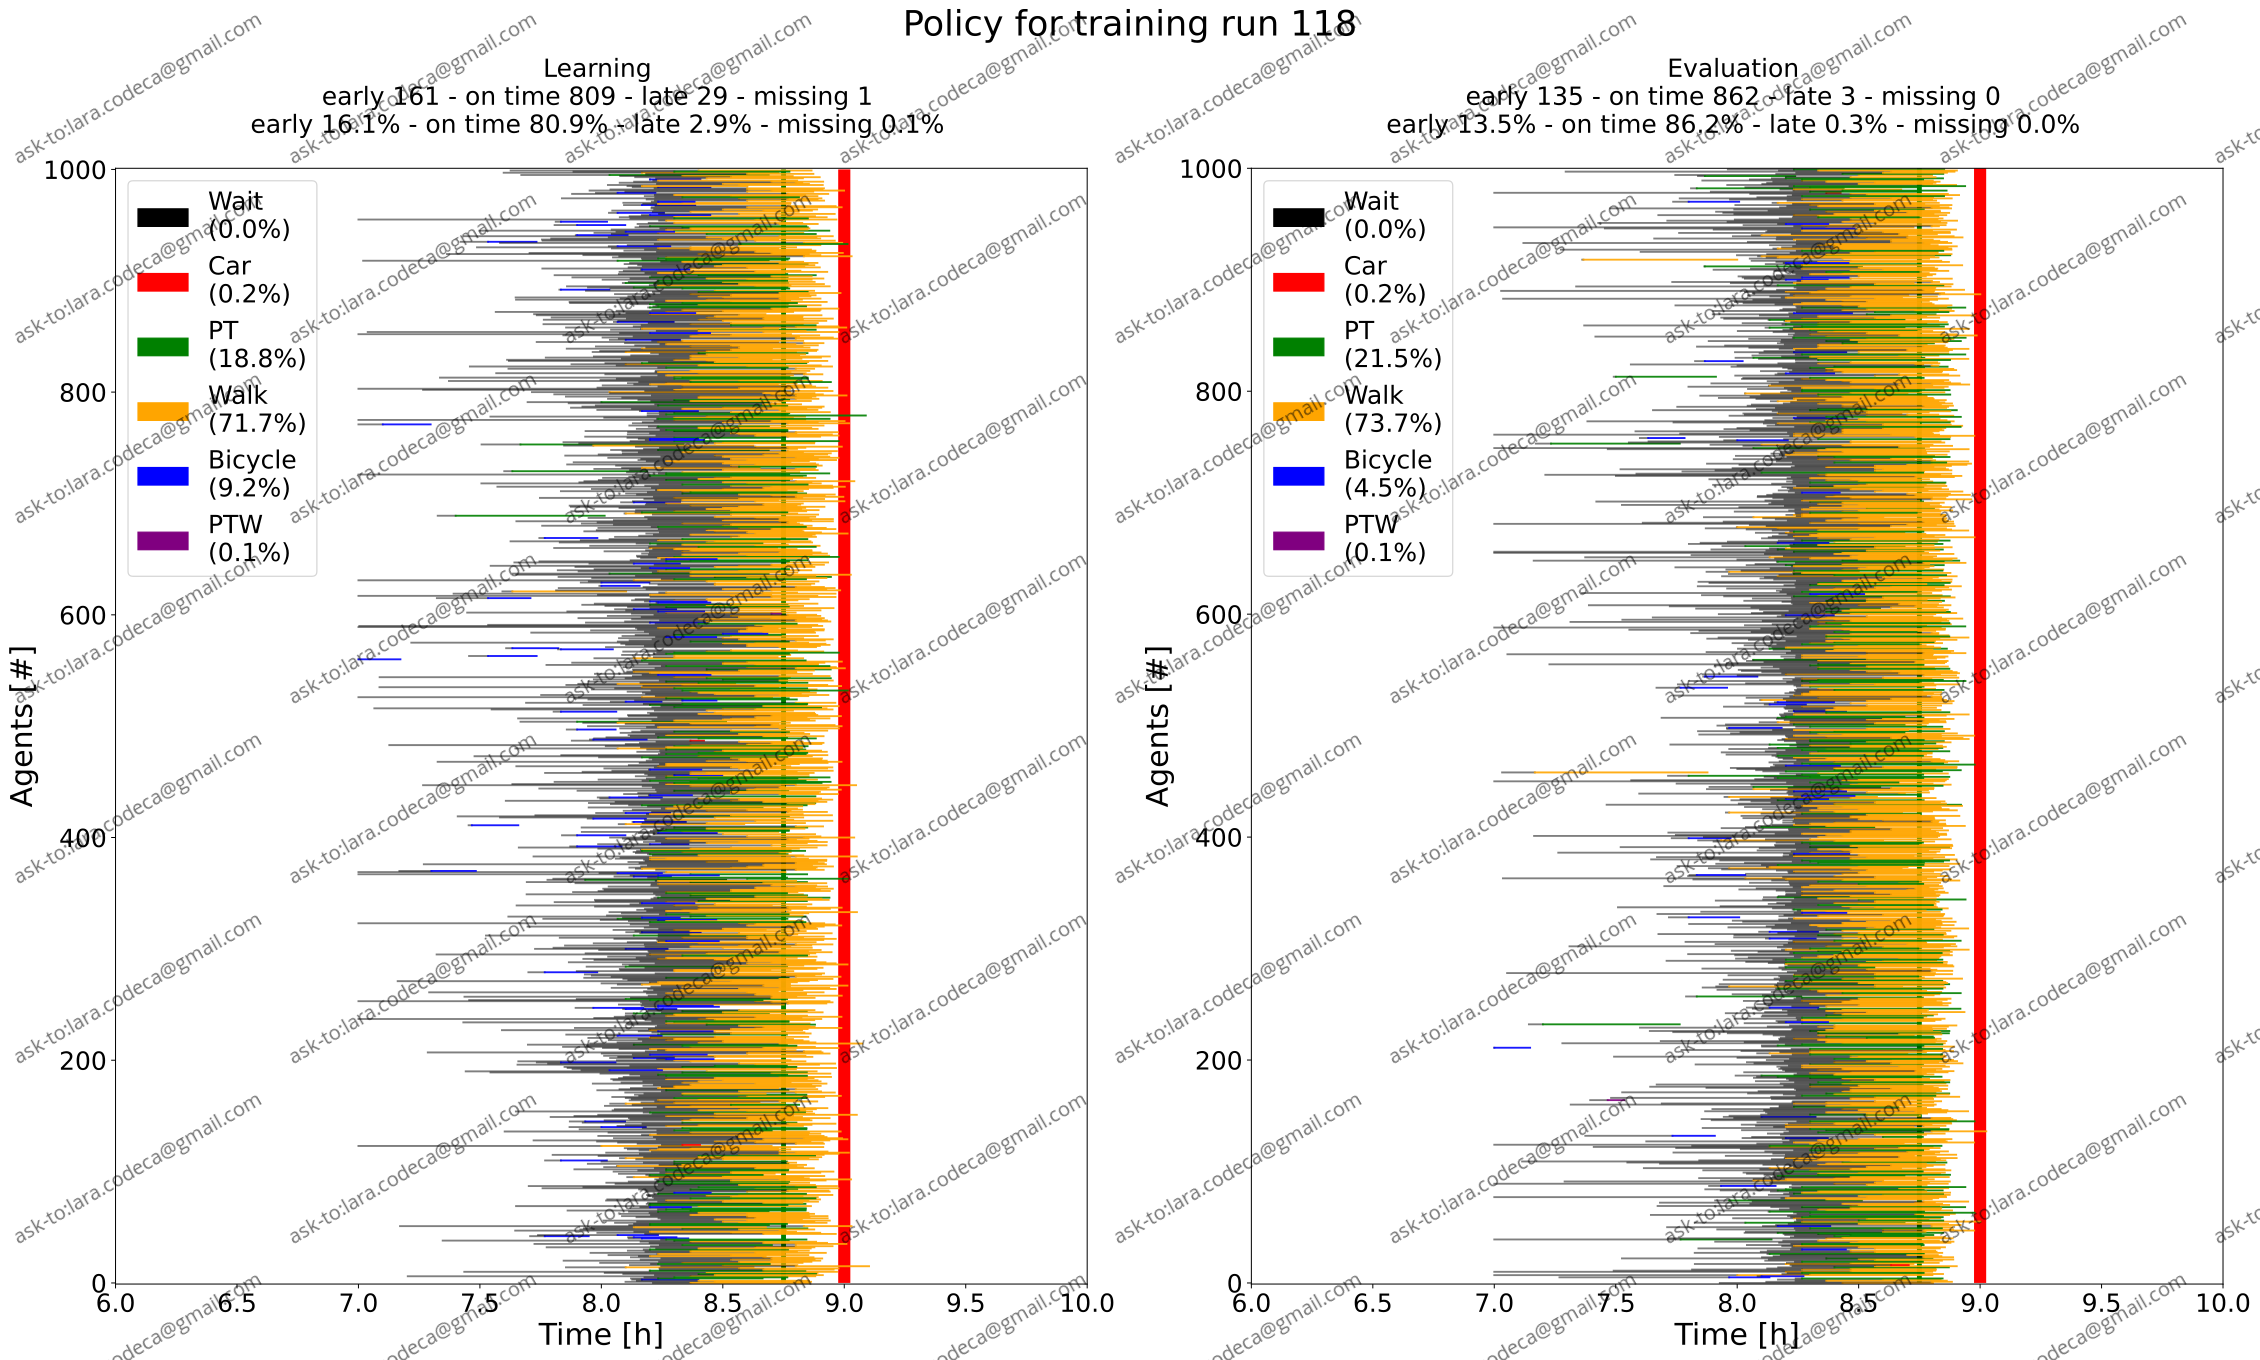 Policy for training run 118
Learning
early 161 - on time 809 - late 29 - missing 1
early 16.1% - on time 80.9% - late 2.9% - missing 0.1%
1000
800
600
400
200
0
Agents [#]
Wait
(0.0%)
Car
(0.2%)
PT
(18.8%)
Walk
(71.7%)
Bicycle
(9.2%)
PTW
(0.1%)
6.0 6.5 7.0 7.5 8.0 8.5 9.0 9.5 10.0
Time [h]
Evaluation
early 135 - on time 862 - late 3 - missing 0
early 13.5% - on time 86.2% - late 0.3% - missing 0.0%
1000
800
600
400
200
0
Agents [#]
Wait
(0.0%)
Car
(0.2%)
PT
(21.5%)
Walk
(73.7%)
Bicycle
(4.5%)
PTW
(0.1%)
6.0 6.5 7.0 7.5 8.0 8.5 9.0 9.5 10.0
Time [h]
ask-to:lara.codeca@gmail.com